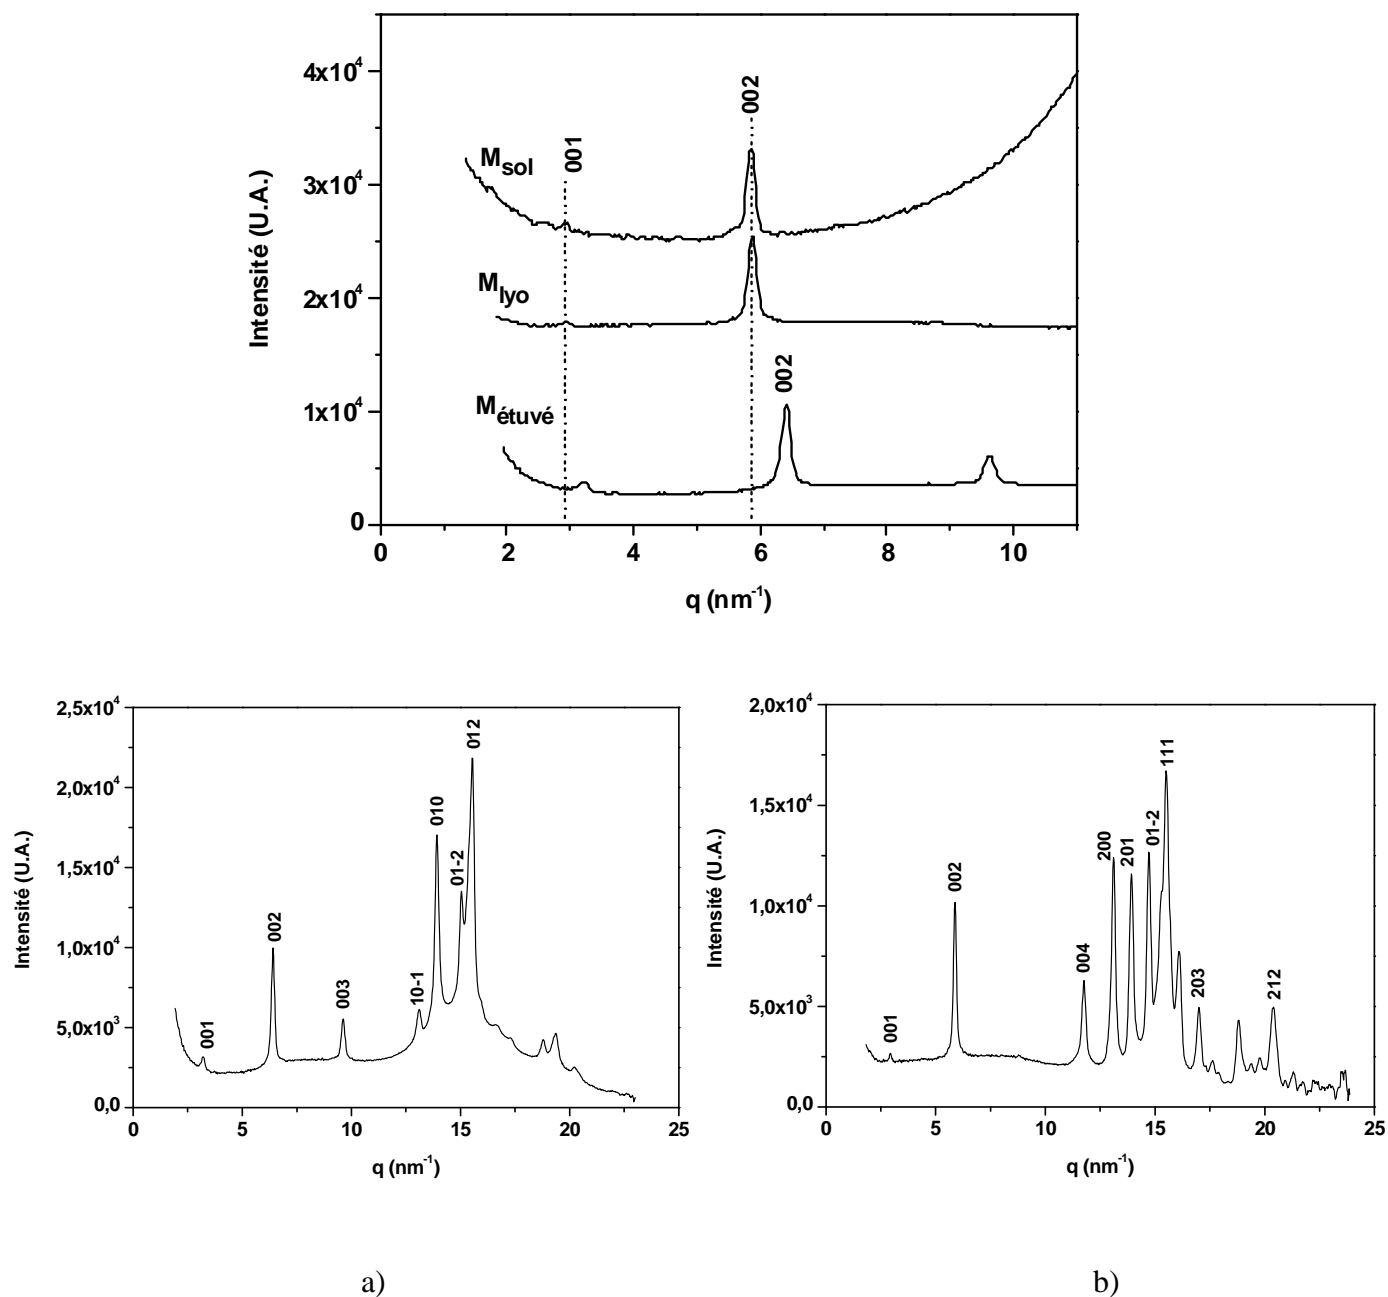 4x10⁴
3x10⁴
2x10⁴
1x10⁴
0
Intensité (U.A.)
M sol
001
002
M lyo
M étuvé
002
0 2 4 6 8 10
q (nm⁻¹)
2,5x10⁴
2,0x10⁴
1,5x10⁴
1,0x10⁴
5,0x10³
0,0
Intensité (U.A.)
001
002
003
10-1
010
01-2
012
0 5 10 15 20 25
q (nm⁻¹)
2,0x10⁴
1,5x10⁴
1,0x10⁴
5,0x10³
0,0
Intensité (U.A.)
001
002
004
200
201
01-2
111
203
212
0 5 10 15 20 25
q (nm⁻¹)
a) b)